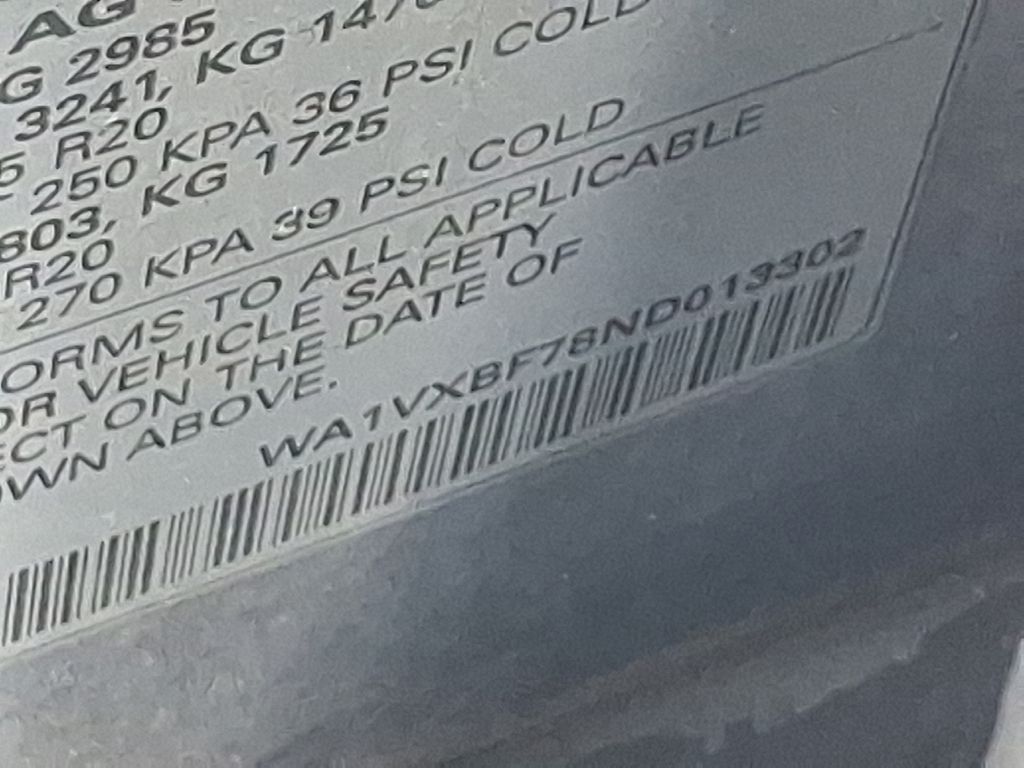 AG
G 2985
3241, KG 147
5 R20
250 KPA 36 PSI COLD
803, KG 1725
R20
270 KPA 39 PSI COLD
ORMS TO ALL APPLICABLE
OR VEHICLE SAFETY
ECT ON THE DATE OF
OWN ABOVE.
WA1VXBF78ND013302